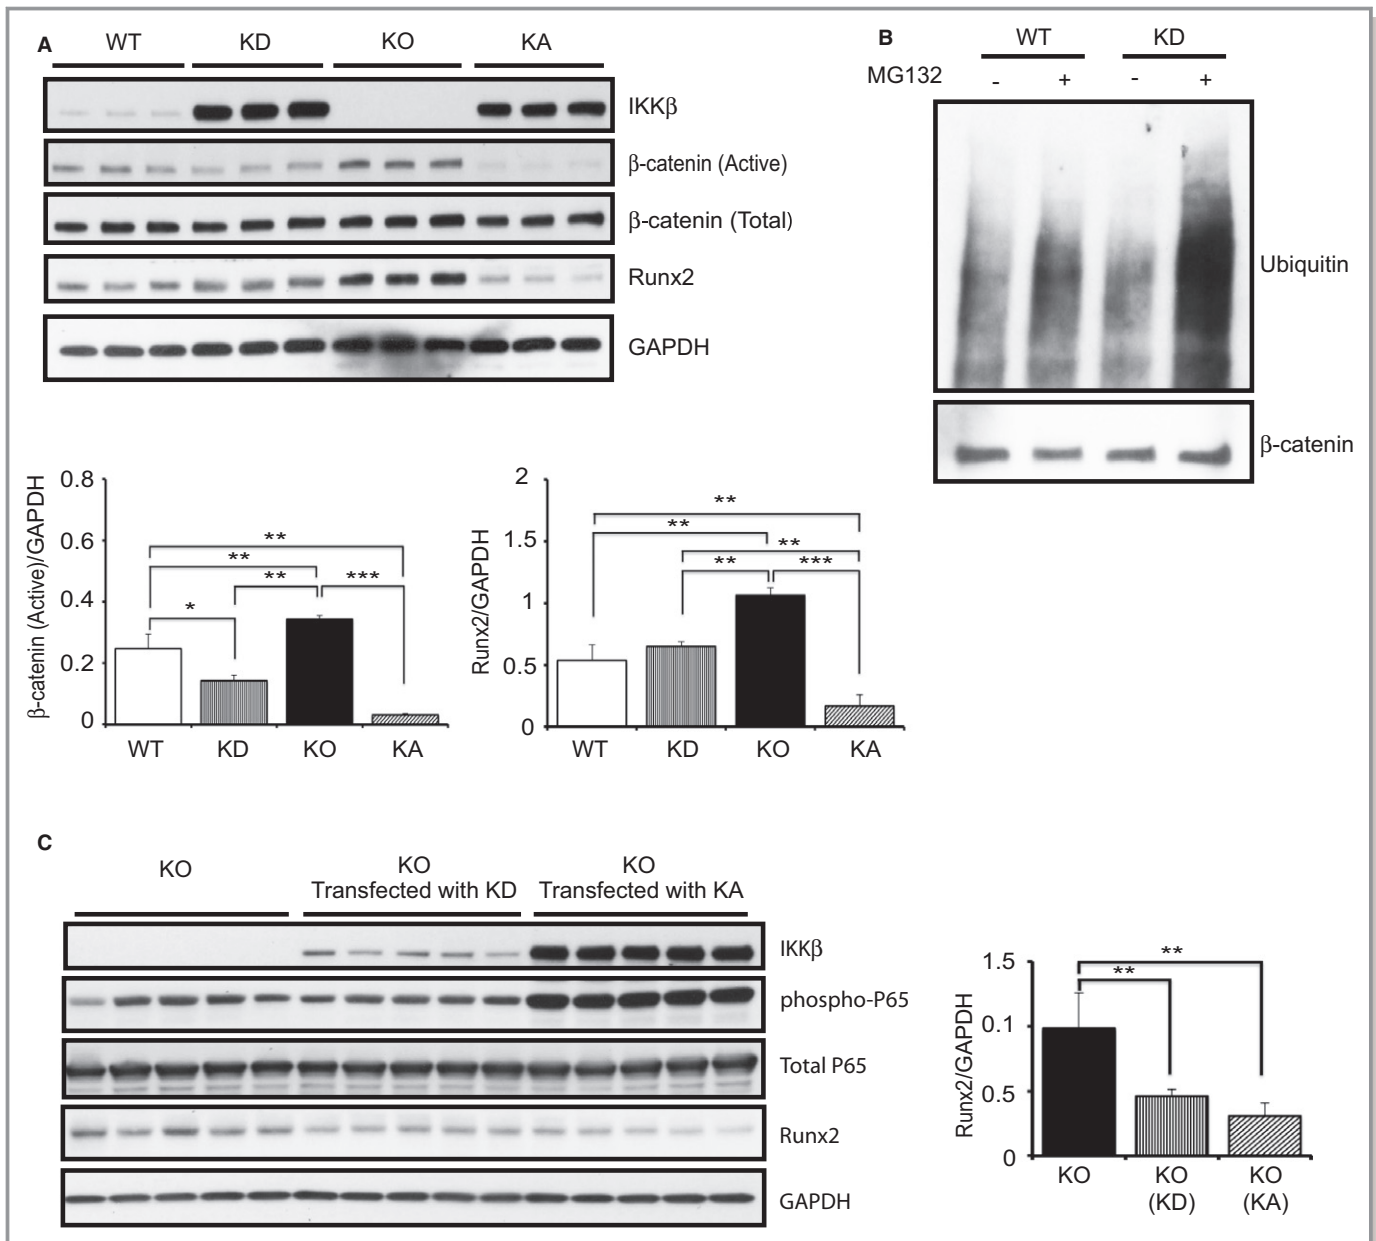 A
WT KD KO KA
IKKβ
β-catenin (Active)
β-catenin (Total)
Runx2
GAPDH
B
WT KD
MG132 - + - +
Ubiquitin
β-catenin
β-catenin (Active)/GAPDH
0.8
0.6
0.4
0.2
0
**
**
** ***
*
WT KD KO KA
Runx2/GAPDH
2
1.5
1
0.5
0
**
**
**
** ***
WT KD KO KA
C
KO
KO
Transfected with KD
KO
Transfected with KA
IKKβ
phospho-P65
Total P65
Runx2
GAPDH
Runx2/GAPDH
1.5
0.1
0.5
0
**
**
KO
KO
(KD)
KO
(KA)